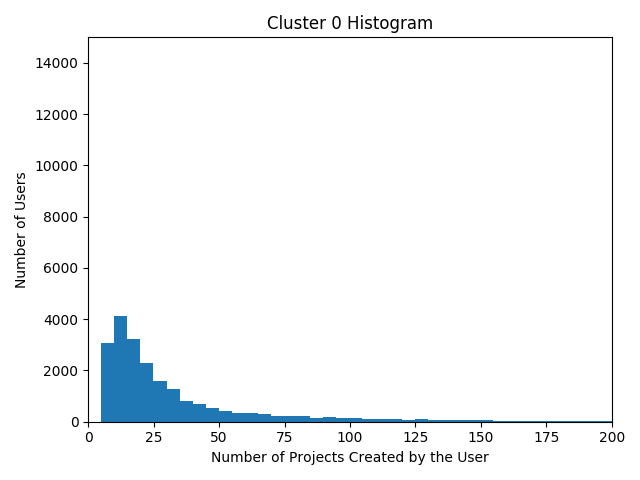 Cluster 0 Histogram
14000
12000
10000
8000
6000
4000
2000
0
Number of Users
0 25 50 75 100 125 150 175 200
Number of Projects Created by the User